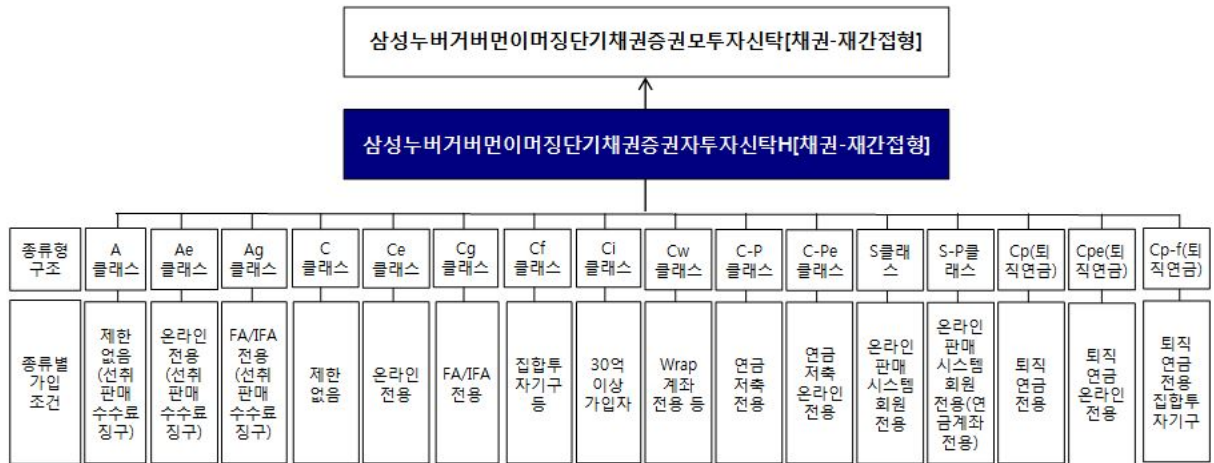 삼성누버거버먼이머징단기채권증권모투자신탁[채권-재간접형]
삼성누버거버먼이머징단기채권증권자투자신탁H[채권-재간접형]
종류형
구조
A
클래스
Ae
클래스
Ag
클래스
C
클래스
Ce
클래스
Cg
클래스
Cf
클래스
Ci
클래스
Cw
클래스
C-P
클래스
C-Pe
클래스
S클래
스
S-P클
래스
Cp(퇴
직연금)
Cpe(퇴
직연금)
Cp-f(퇴
직연금)
종류별
가입
조건
제한
없음
(선취
판매
수수료
징구)
온라인
전용
(선취
판매
수수료
징구)
FA/IFA
전용
(선취
판매
수수료
징구)
제한
없음
온라인
전용
FA/IFA
전용
집합투
자기구
등
30억
이상
가입자
Wrap
계좌
전용 등
연금
저축
전용
연금
저축
온라인
전용
온라인
판매
시스템
회원
전용
온라인
판매
시스템
회원
전용(연
금계좌
전용)
퇴직
연금
전용
퇴직
연금
온라인
전용
퇴직
연금
전용
집합투
자기구